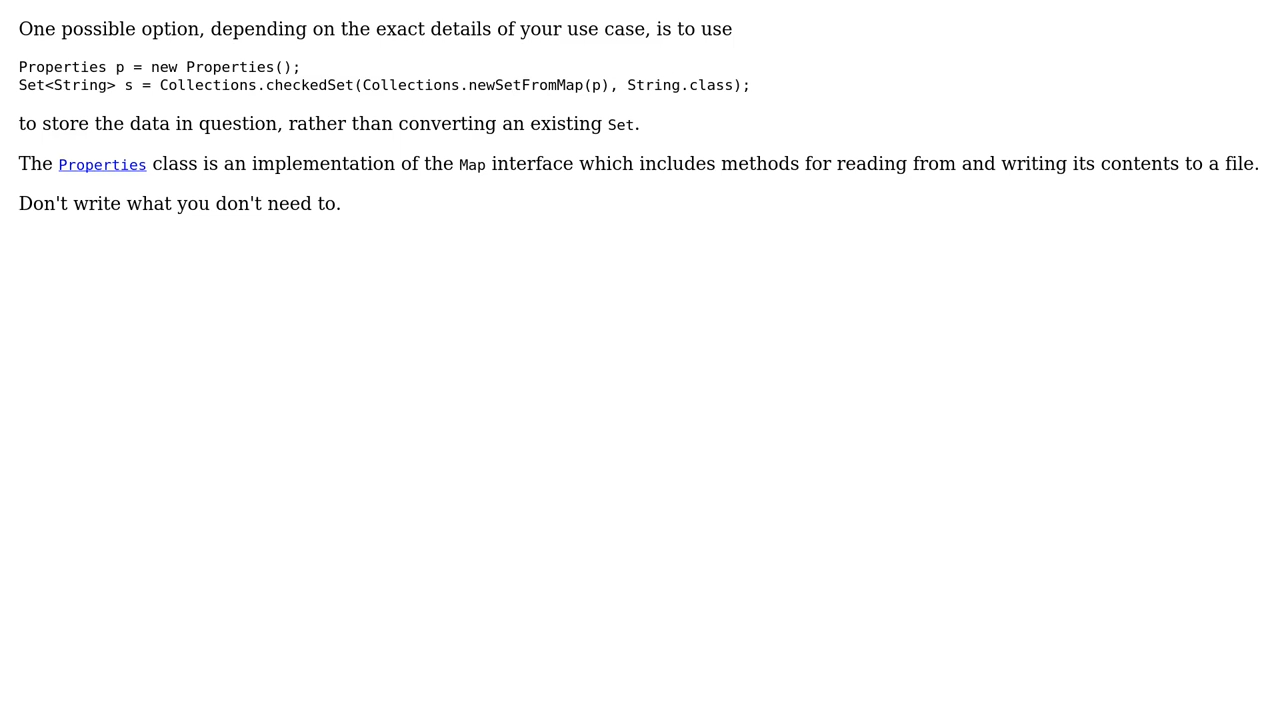 One possible option, depending on the exact details of your use case, is to use
Properties p = new Properties();
Set<String> s = Collections.checkedSet(Collections.newSetFromMap(p), String.class);
to store the data in question, rather than converting an existing Set.
The Properties class is an implementation of the Map interface which includes methods for reading from and writing its contents to a file.
Don't write what you don't need to.